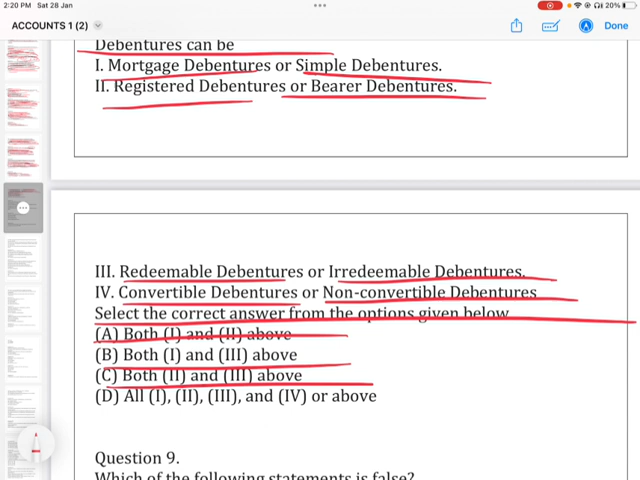 2:20 PM Sat 28 Jan
20%
ACCOUNTS 1 (2)
Done
Debentures can be
I. Mortgage Debentures or Simple Debentures.
II. Registered Debentures or Bearer Debentures.
III. Redeemable Debentures or Irredeemable Debentures.
IV. Convertible Debentures or Non-convertible Debentures
Select the correct answer from the options given below
(A) Both (I) and (II) above
(B) Both (I) and (III) above
(C) Both (II) and (III) above
(D) All (I), (II), (III), and (IV) or above
Question 9.
Which of the following statements is false?